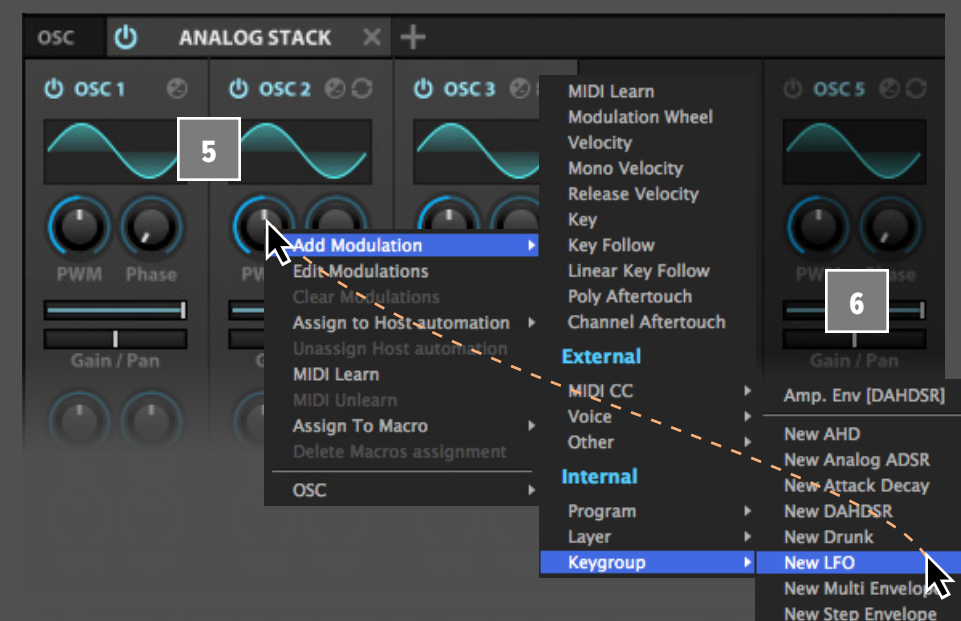 OSC
ANALOG STACK
OSC 1
OSC 2
OSC 3
OSC 5
5
PWM Phase
Gain / Pan
Add Modulation
Edit Modulations
Clear Modulations
Assign to Host automation
Unassign Host automation
MIDI Learn
MIDI Unlearn
Assign To Macro
Delete Macros assignment
OSC
MIDI Learn
Modulation Wheel
Velocity
Mono Velocity
Release Velocity
Key
Key Follow
Linear Key Follow
Poly Aftertouch
Channel Aftertouch
External
MIDI CC
Voice
Other
Internal
Program
Layer
Keygroup
6
Gain / Pan
Amp. Env [DAHDSR]
New AHD
New Analog ADSR
New Attack Decay
New DAHDSR
New Drunk
New LFO
New Multi Envelope
New Step Envelope